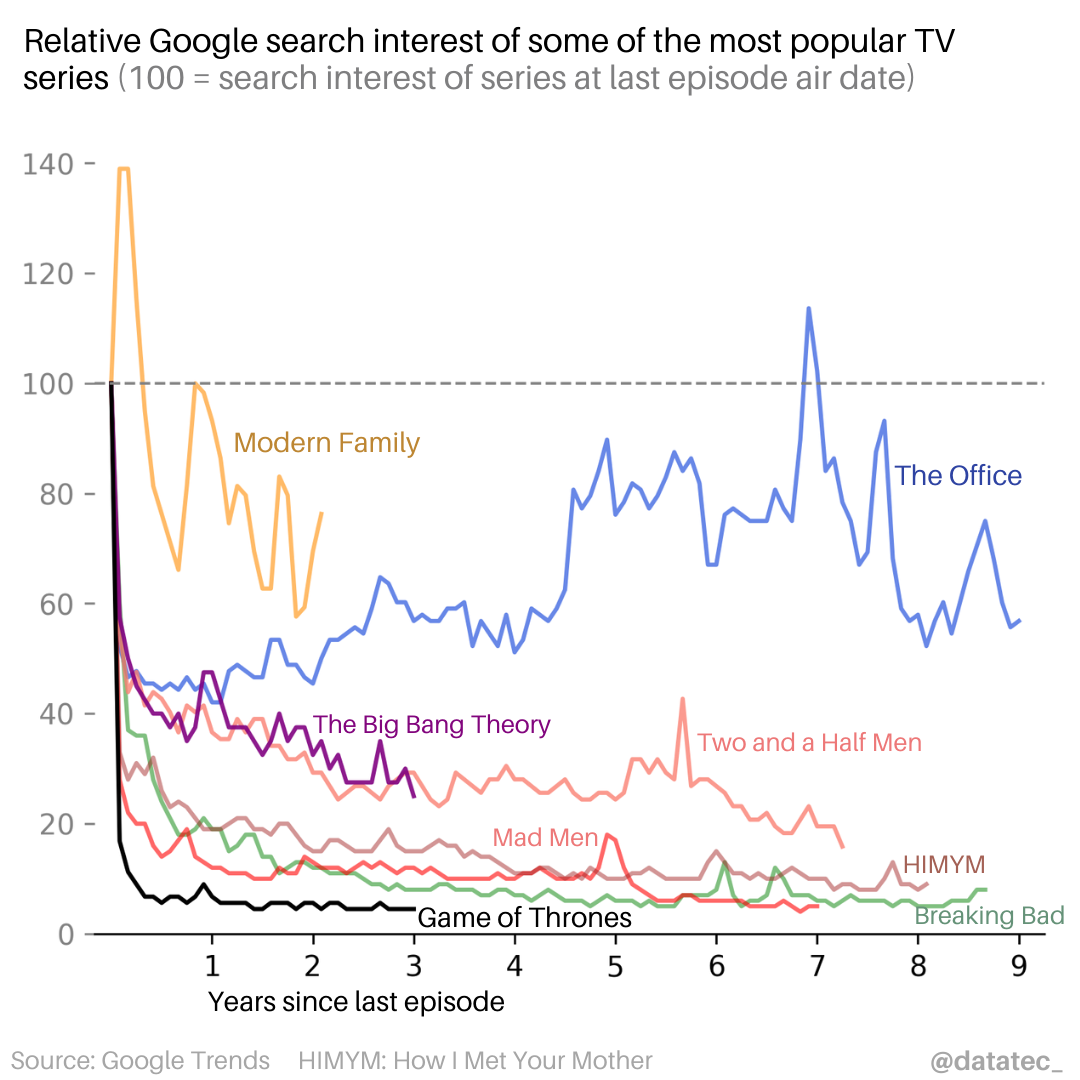 Relative Google search interest of some of the most popular TV
series (100 = search interest of series at last episode air date)
140
120
100
Modern Family
The Office
80
60
40
The Big Bang Theory
Two and a Half Men
20
Mad Men
HIMYM
Game of Thrones
Breaking Bad
0
1 2 3 4 5 6 7 8 9
Years since last episode
Source: Google Trends HIMYM: How I Met Your Mother @datatec_